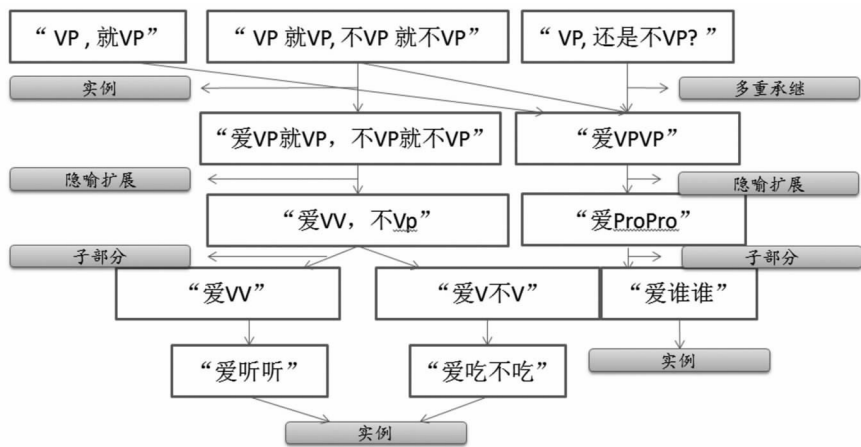 “ VP , 就VP”
“ VP 就VP, 不VP 就不VP”
“ VP, 还是不VP? ”
实例
多重承继
“爱VP就VP，不VP就不VP”
“爱VPVP”
隐喻扩展
隐喻扩展
“爱VV，不Vp”
“爱ProPro”
子部分
子部分
“爱VV”
“爱V不V”
“爱谁谁”
“爱听听”
“爱吃不吃”
实例
实例